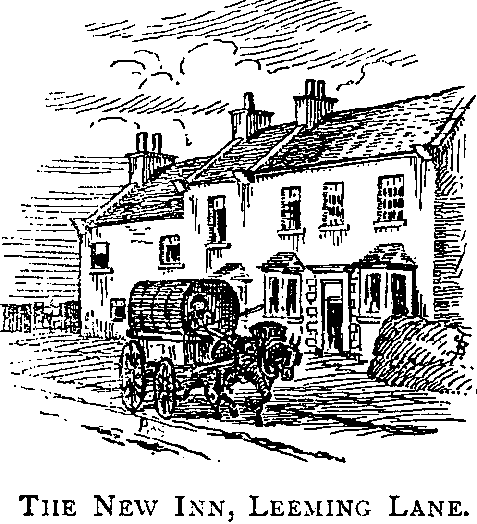 THE NEW INN, LEEMING LANE.